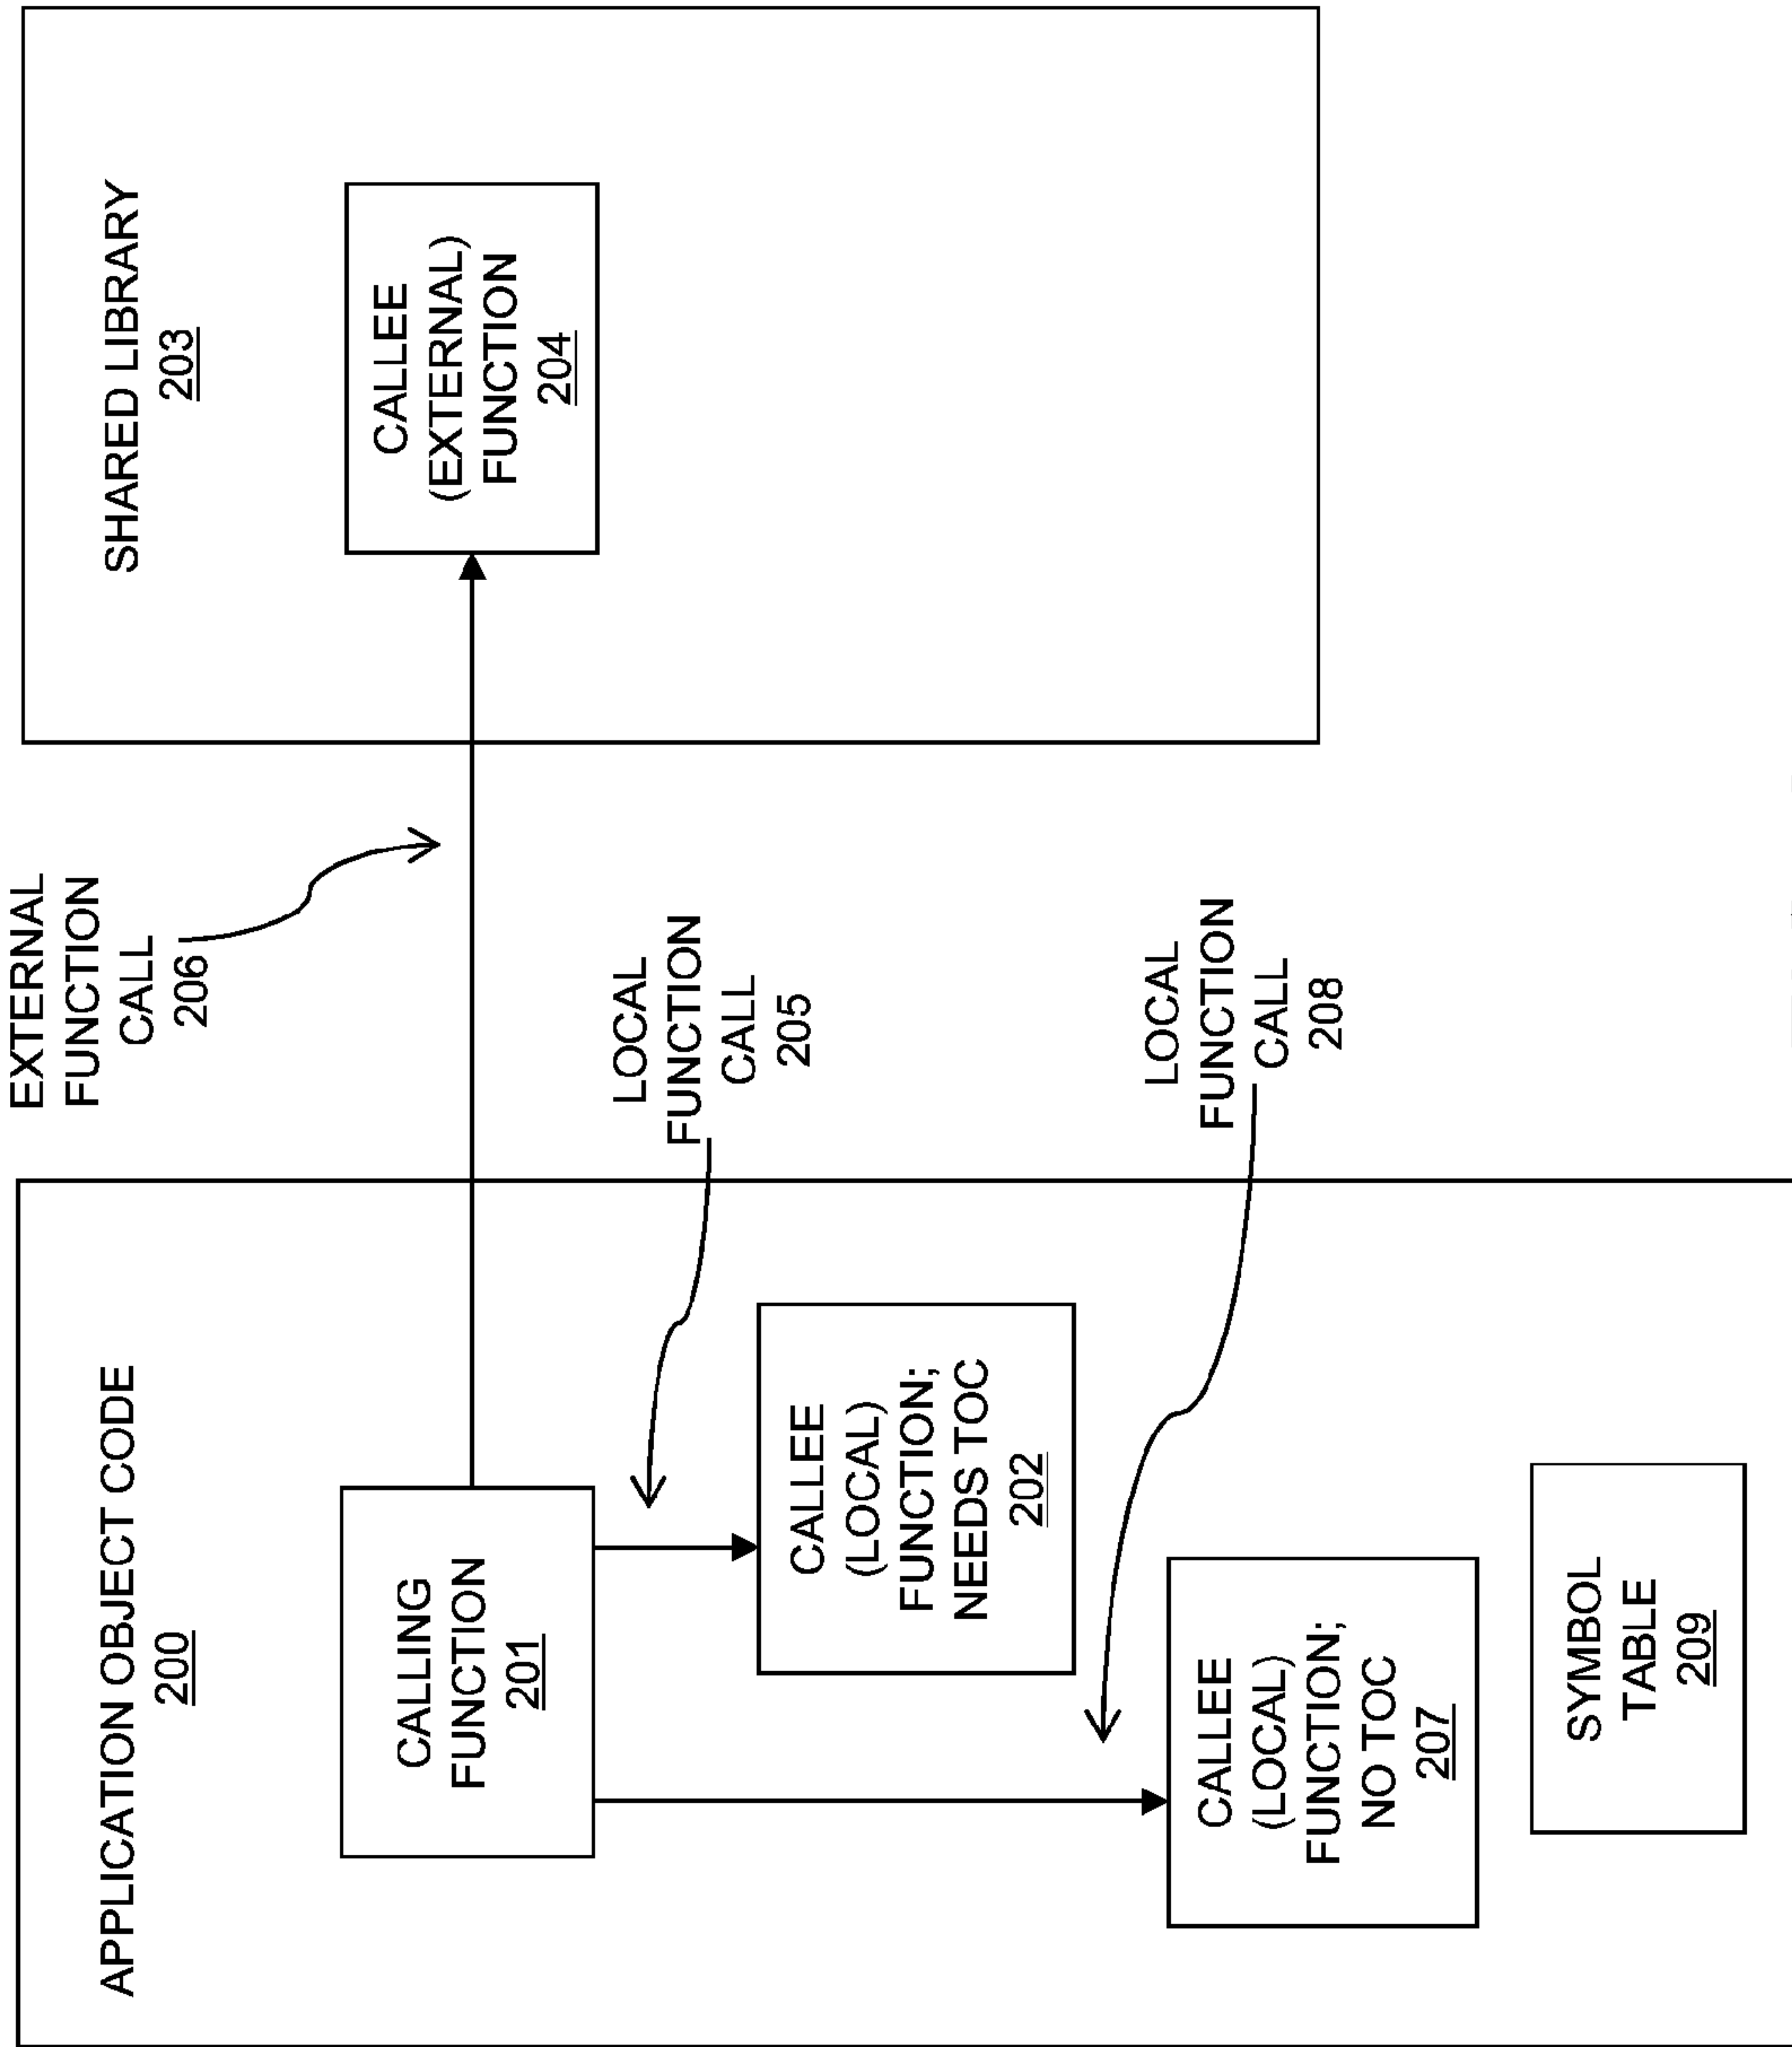 APPLICATION OBJECT CODE
200
CALLING
FUNCTION
201
CALLEE
(LOCAL)
FUNCTION;
NEEDS TOC
202
CALLEE
(LOCAL)
FUNCTION;
NO TOC
207
SYMBOL
TABLE
209
EXTERNAL
FUNCTION
CALL
206
LOCAL
FUNCTION
CALL
205
LOCAL
FUNCTION
CALL
208
SHARED LIBRARY
203
CALLEE
(EXTERNAL)
FUNCTION
204